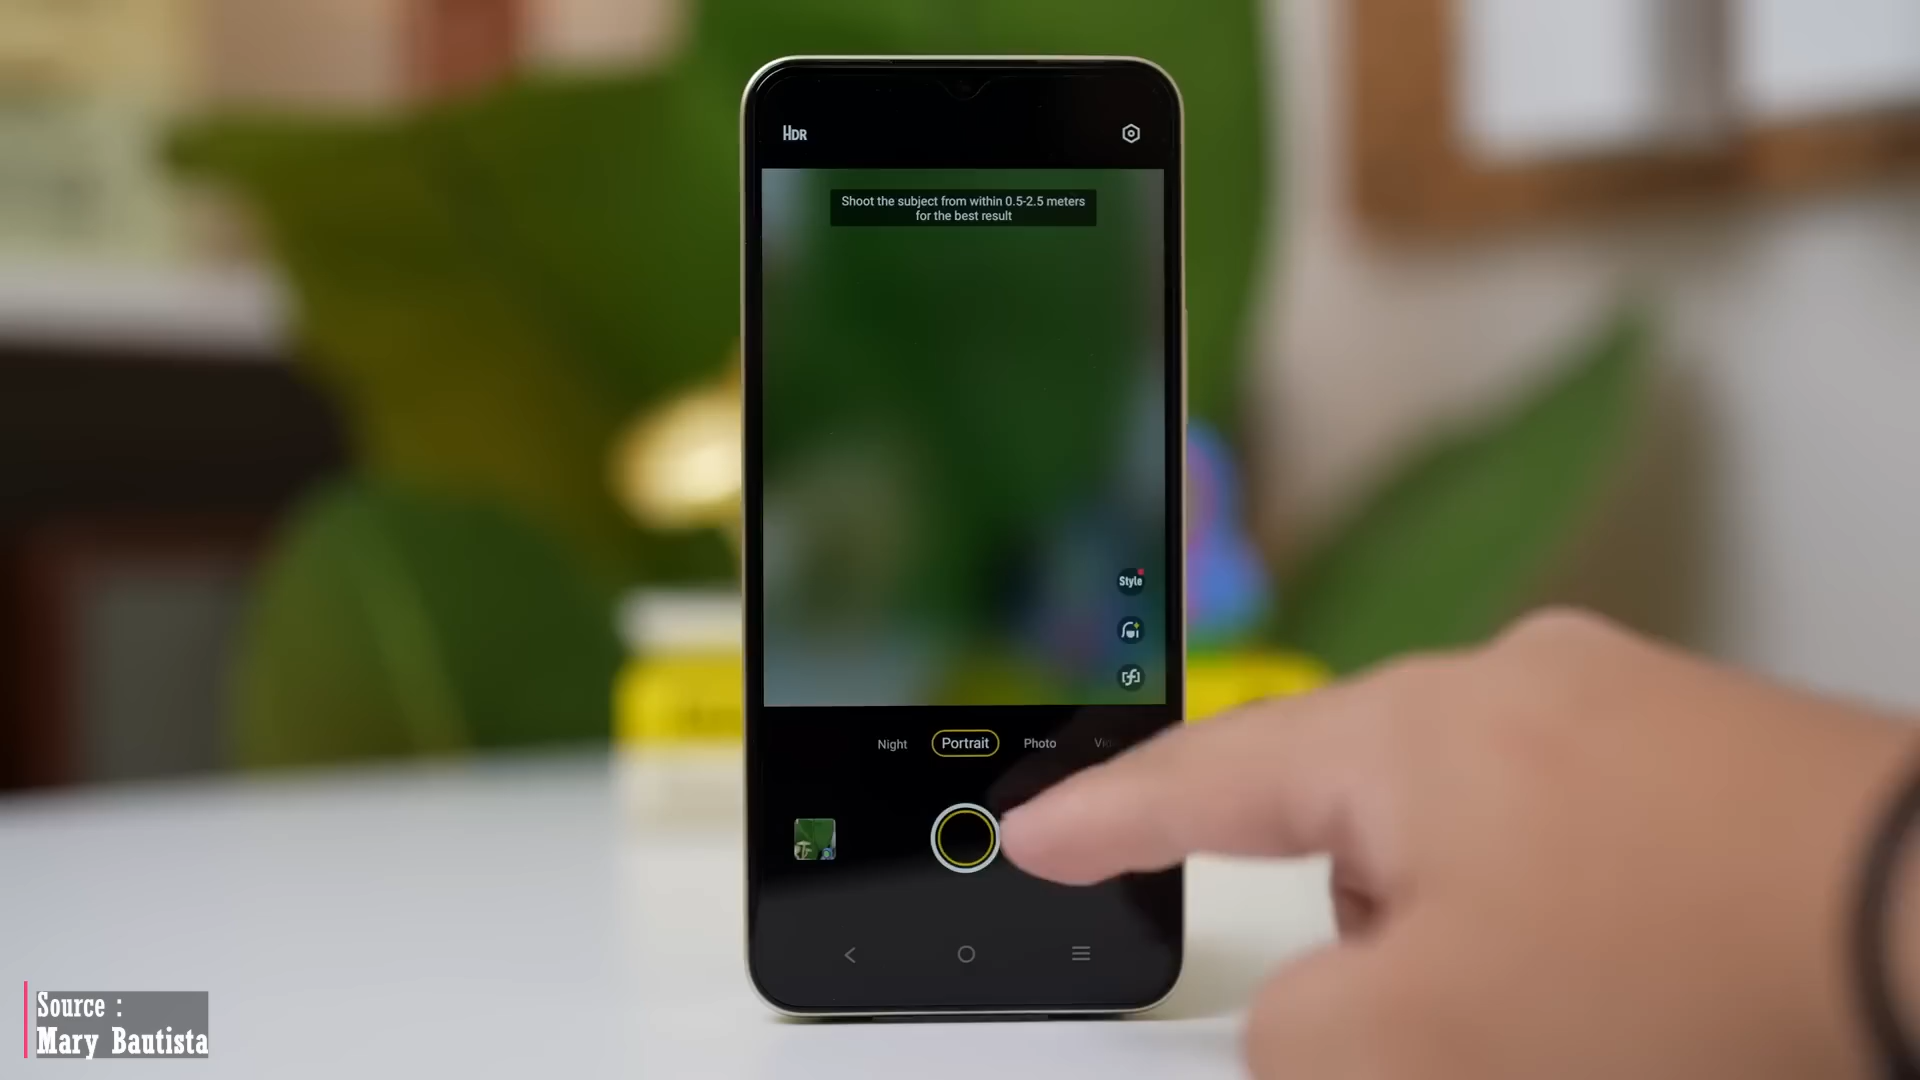 HDR
Shoot the subject from within 0.5-2.5 meters
for the best result
Style
Night Portrait Photo
Source :
Mary Bautista